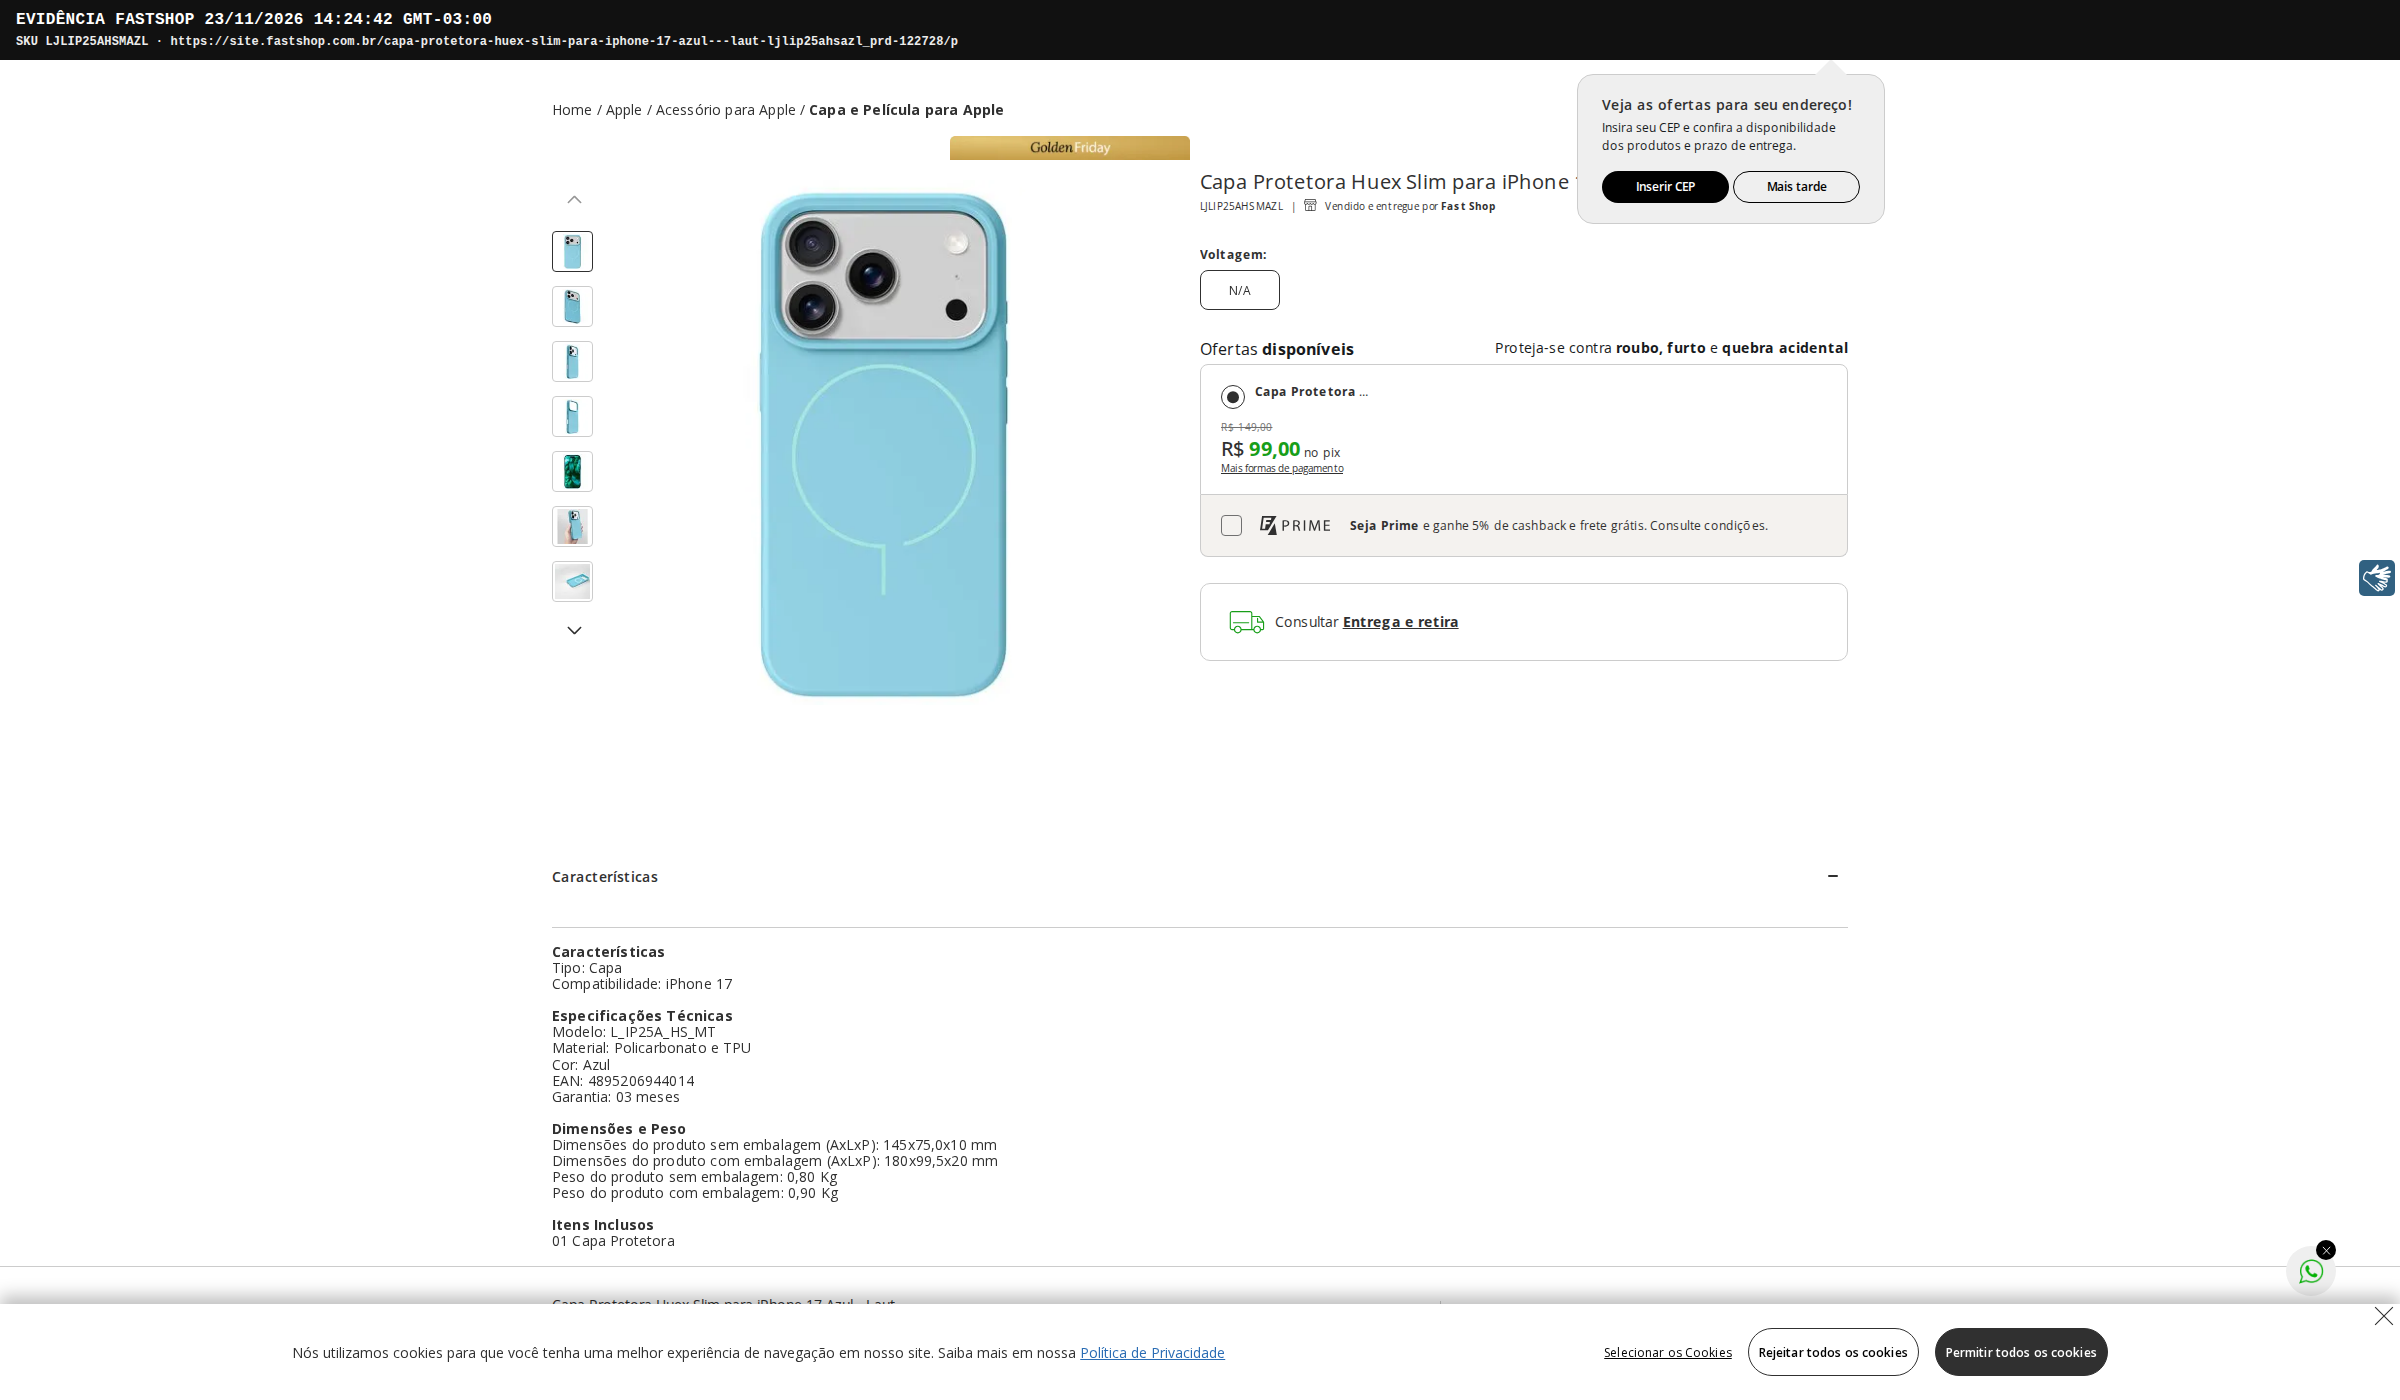 EVIDÊNCIA FASTSHOP 23/11/2026 14:24:42 GMT-03:00
SKU LJLIP25AHSMAZL · https://site.fastshop.com.br/capa-protetora-huex-slim-para-iphone-17-azul---laut-ljlip25ahsazl_prd-122728/p
Home / Apple / Acessório para Apple / Capa e Película para Apple
Veja as ofertas para seu endereço!
Insira seu CEP e confira a disponibilidade
dos produtos e prazo de entrega.
Inserir CEP
Mais tarde
Golden Friday
Capa Protetora Huex Slim para iPhone
LJLIP25AHSMAZL | Vendido e entregue por Fast Shop
Voltagem:
N/A
Ofertas disponíveis
Proteja-se contra roubo, furto e quebra acidental
Capa Protetora ...
R$ 149,00
R$ 99,00 no pix
Mais formas de pagamento
PRIME
Seja Prime e ganhe 5% de cashback e frete grátis. Consulte condições.
Consultar Entrega e retira
Características
Características
Tipo: Capa
Compatibilidade: iPhone 17
Especificações Técnicas
Modelo: L_IP25A_HS_MT
Material: Policarbonato e TPU
Cor: Azul
EAN: 4895206944014
Garantia: 03 meses
Dimensões e Peso
Dimensões do produto sem embalagem (AxLxP): 145x75,0x10 mm
Dimensões do produto com embalagem (AxLxP): 180x99,5x20 mm
Peso do produto sem embalagem: 0,80 Kg
Peso do produto com embalagem: 0,90 Kg
Itens Inclusos
01 Capa Protetora
Capa Protetora Huex Slim para iPhone 17 Azul - Laut
Nós utilizamos cookies para que você tenha uma melhor experiência de navegação em nosso site. Saiba mais em nossa Política de Privacidade
Selecionar os Cookies
Rejeitar todos os cookies
Permitir todos os cookies